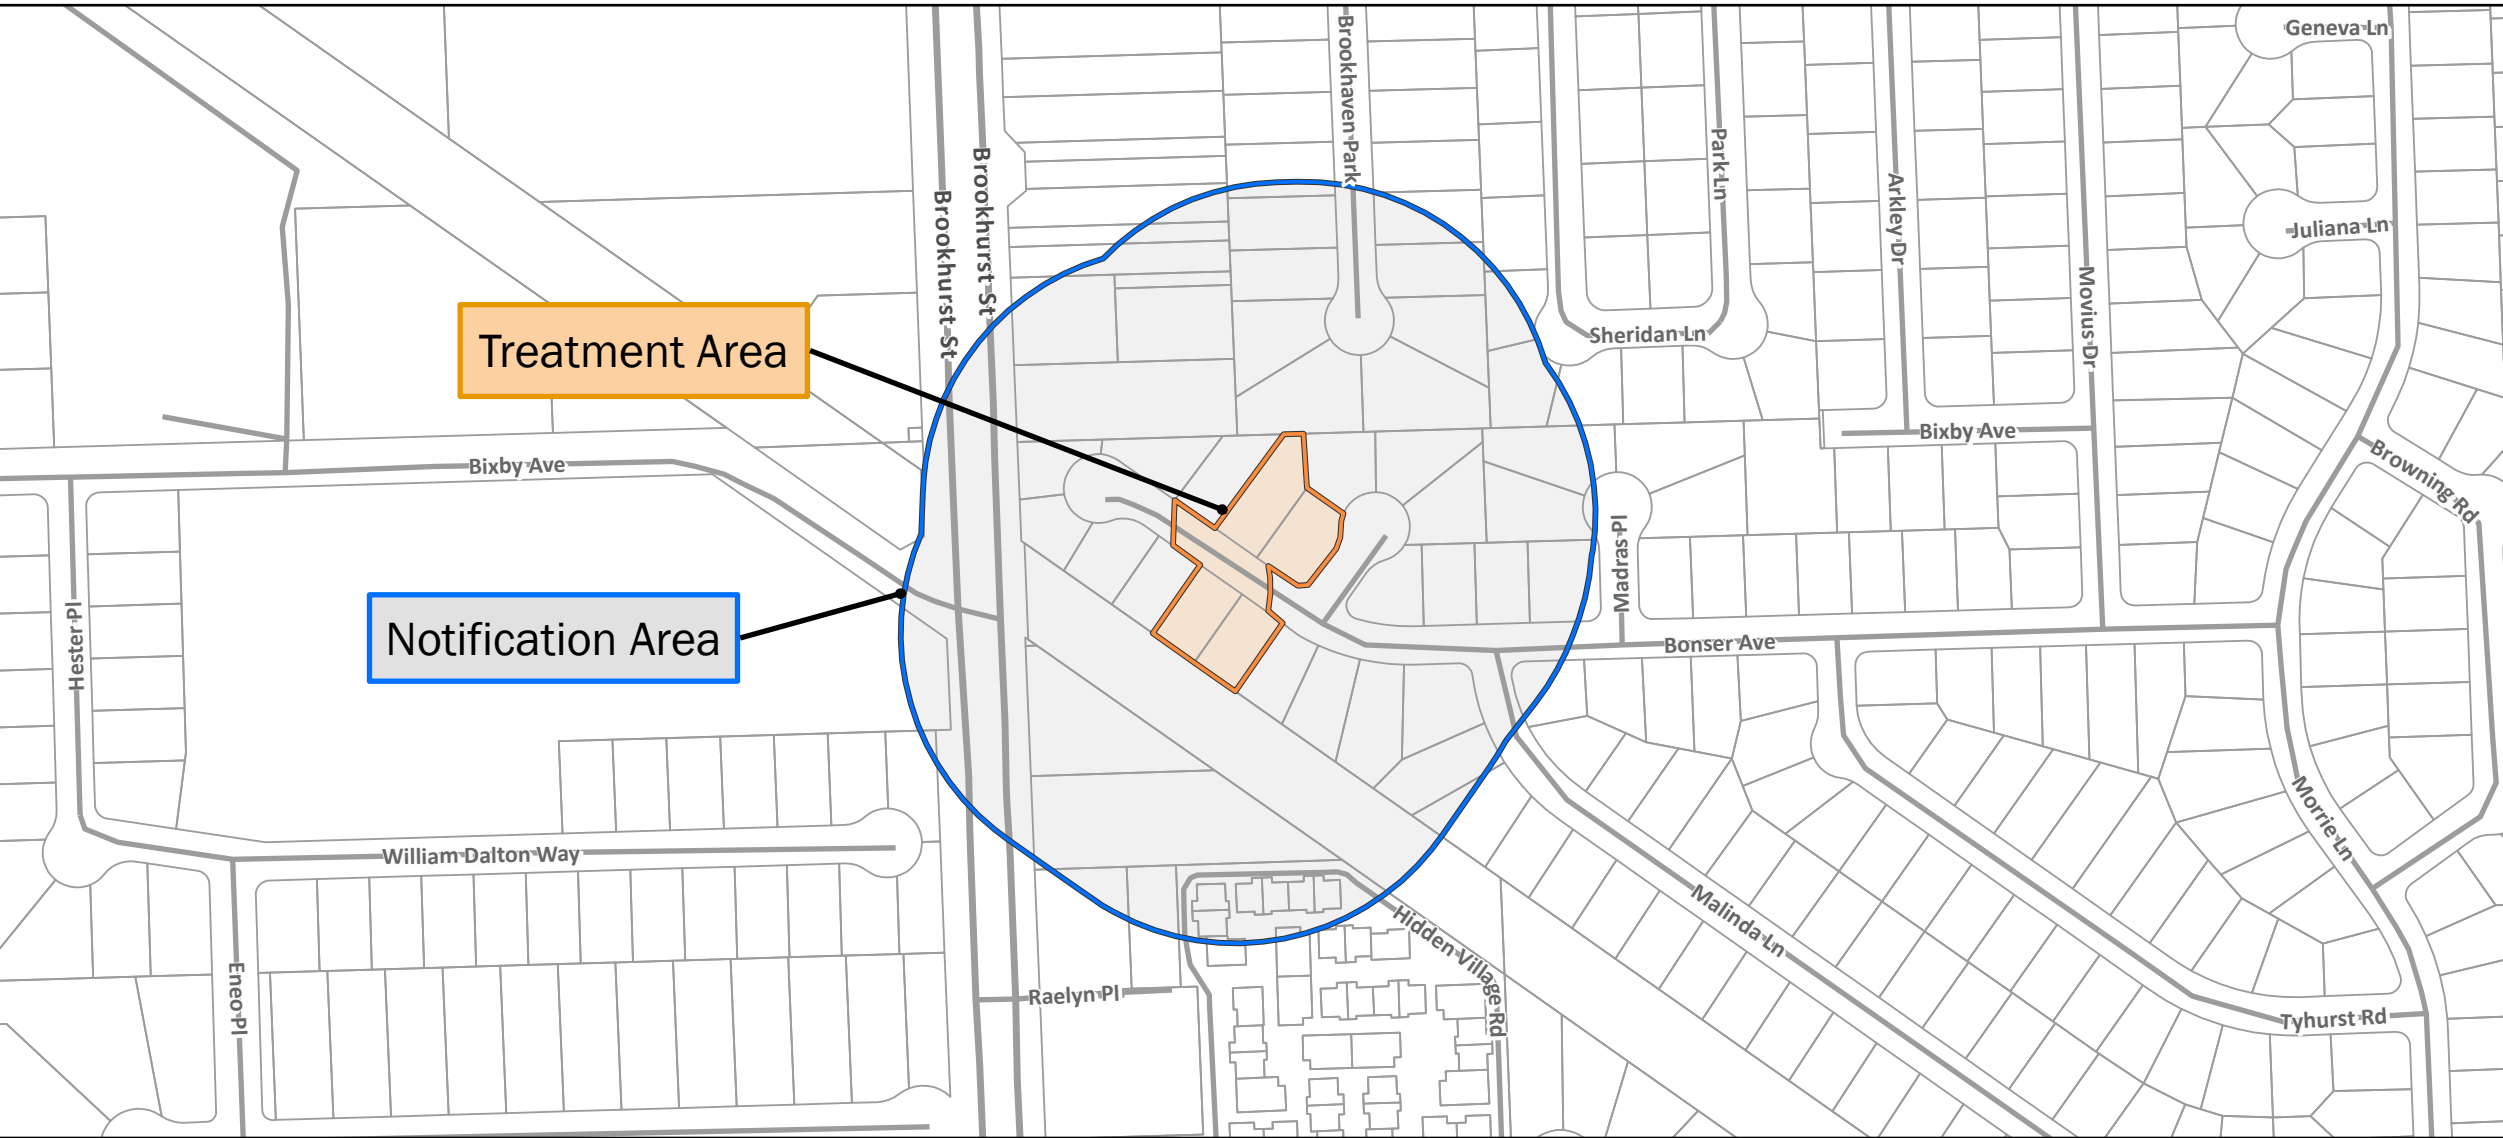 Geneva Ln
Brookhaven Park
Park Ln
Brookhurst St
Brookhurst St
Arkley Dr
Juliana Ln
Movius Dr
Treatment Area
Sheridan Ln
Bixby Ave
Bixby Ave
Browning Rd
Madras Pl
Notification Area
Hester Pl
Bonser Ave
Morrie Ln
William Dalton Way
Malinda Ln
Hidden Village Rd
Eneo Pl
Raelyn Pl
Tyhurst Rd